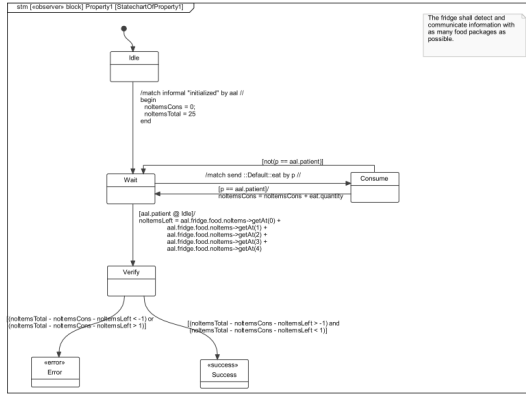 stm [«observer» block] Property1 [StatechartOfProperty1]
The fridge shall detect and
communicate information with
as many food packages as
possible.
Idle
/match informal "initialized" by aal //
begin
noItemsCons = 0;
noItemsTotal = 25
end
[not(p == aal.patient)]
Wait
/match send ::Default::eat by p //
Consume
[p == aal.patient]/
noItemsCons = noItemsCons + eat.quantity
[aal.patient @ Idle]/
noItemsLeft = aal.fridge.food.noItems->getAt(0) +
aal.fridge.food.noItems->getAt(1) +
aal.fridge.food.noItems->getAt(2) +
aal.fridge.food.noItems->getAt(3) +
aal.fridge.food.noItems->getAt(4)
Verify
[(noItemsTotal - noItemsCons - noItemsLeft < -1) or
(noItemsTotal - noItemsCons - noItemsLeft > 1)]
[(noItemsTotal - noItemsCons - noItemsLeft > -1) and
(noItemsTotal - noItemsCons - noItemsLeft < 1)]
«error»
Error
«success»
Success